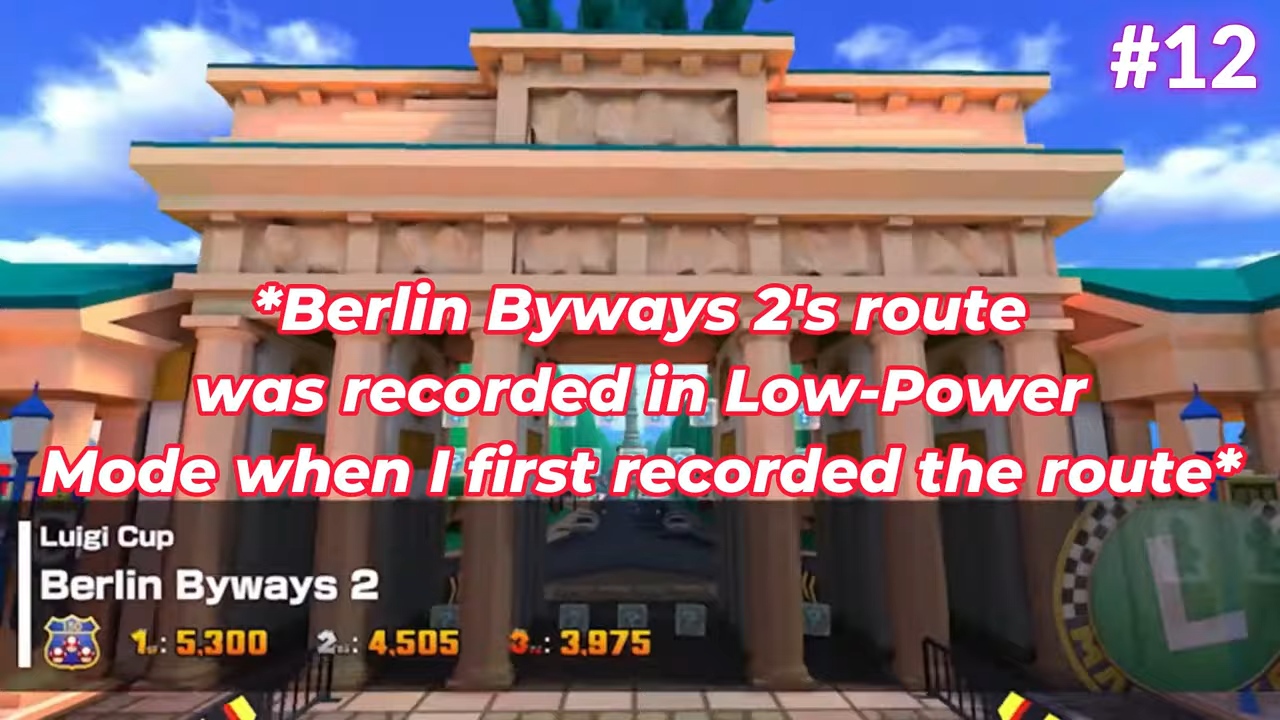 #12
*Berlin Byways 2's route
was recorded in Low-Power
Mode when I first recorded the route*
Luigi Cup
Berlin Byways 2
1st: 5,300 2nd: 4,505 3rd: 3,975
L